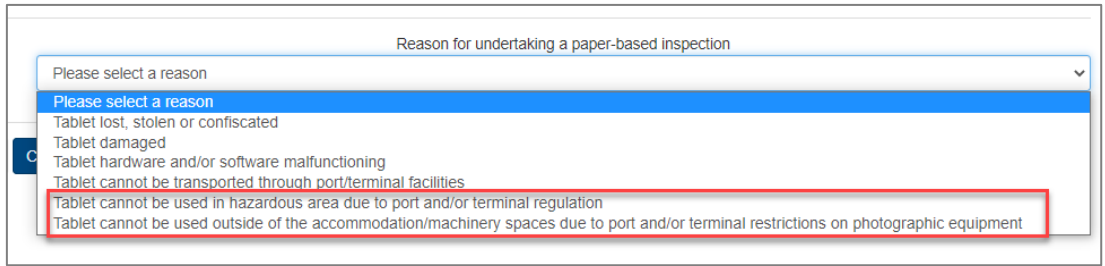 Reason for undertaking a paper-based inspection
Please select a reason
Please select a reason
Tablet lost, stolen or confiscated
Tablet damaged
C
Tablet hardware and/or software malfunctioning
Tablet cannot be transported through port/terminal facilities
Tablet cannot be used in hazardous area due to port and/or terminal regulation
Tablet cannot be used outside of the accommodation/machinery spaces due to port and/or terminal restrictions on photographic equipment